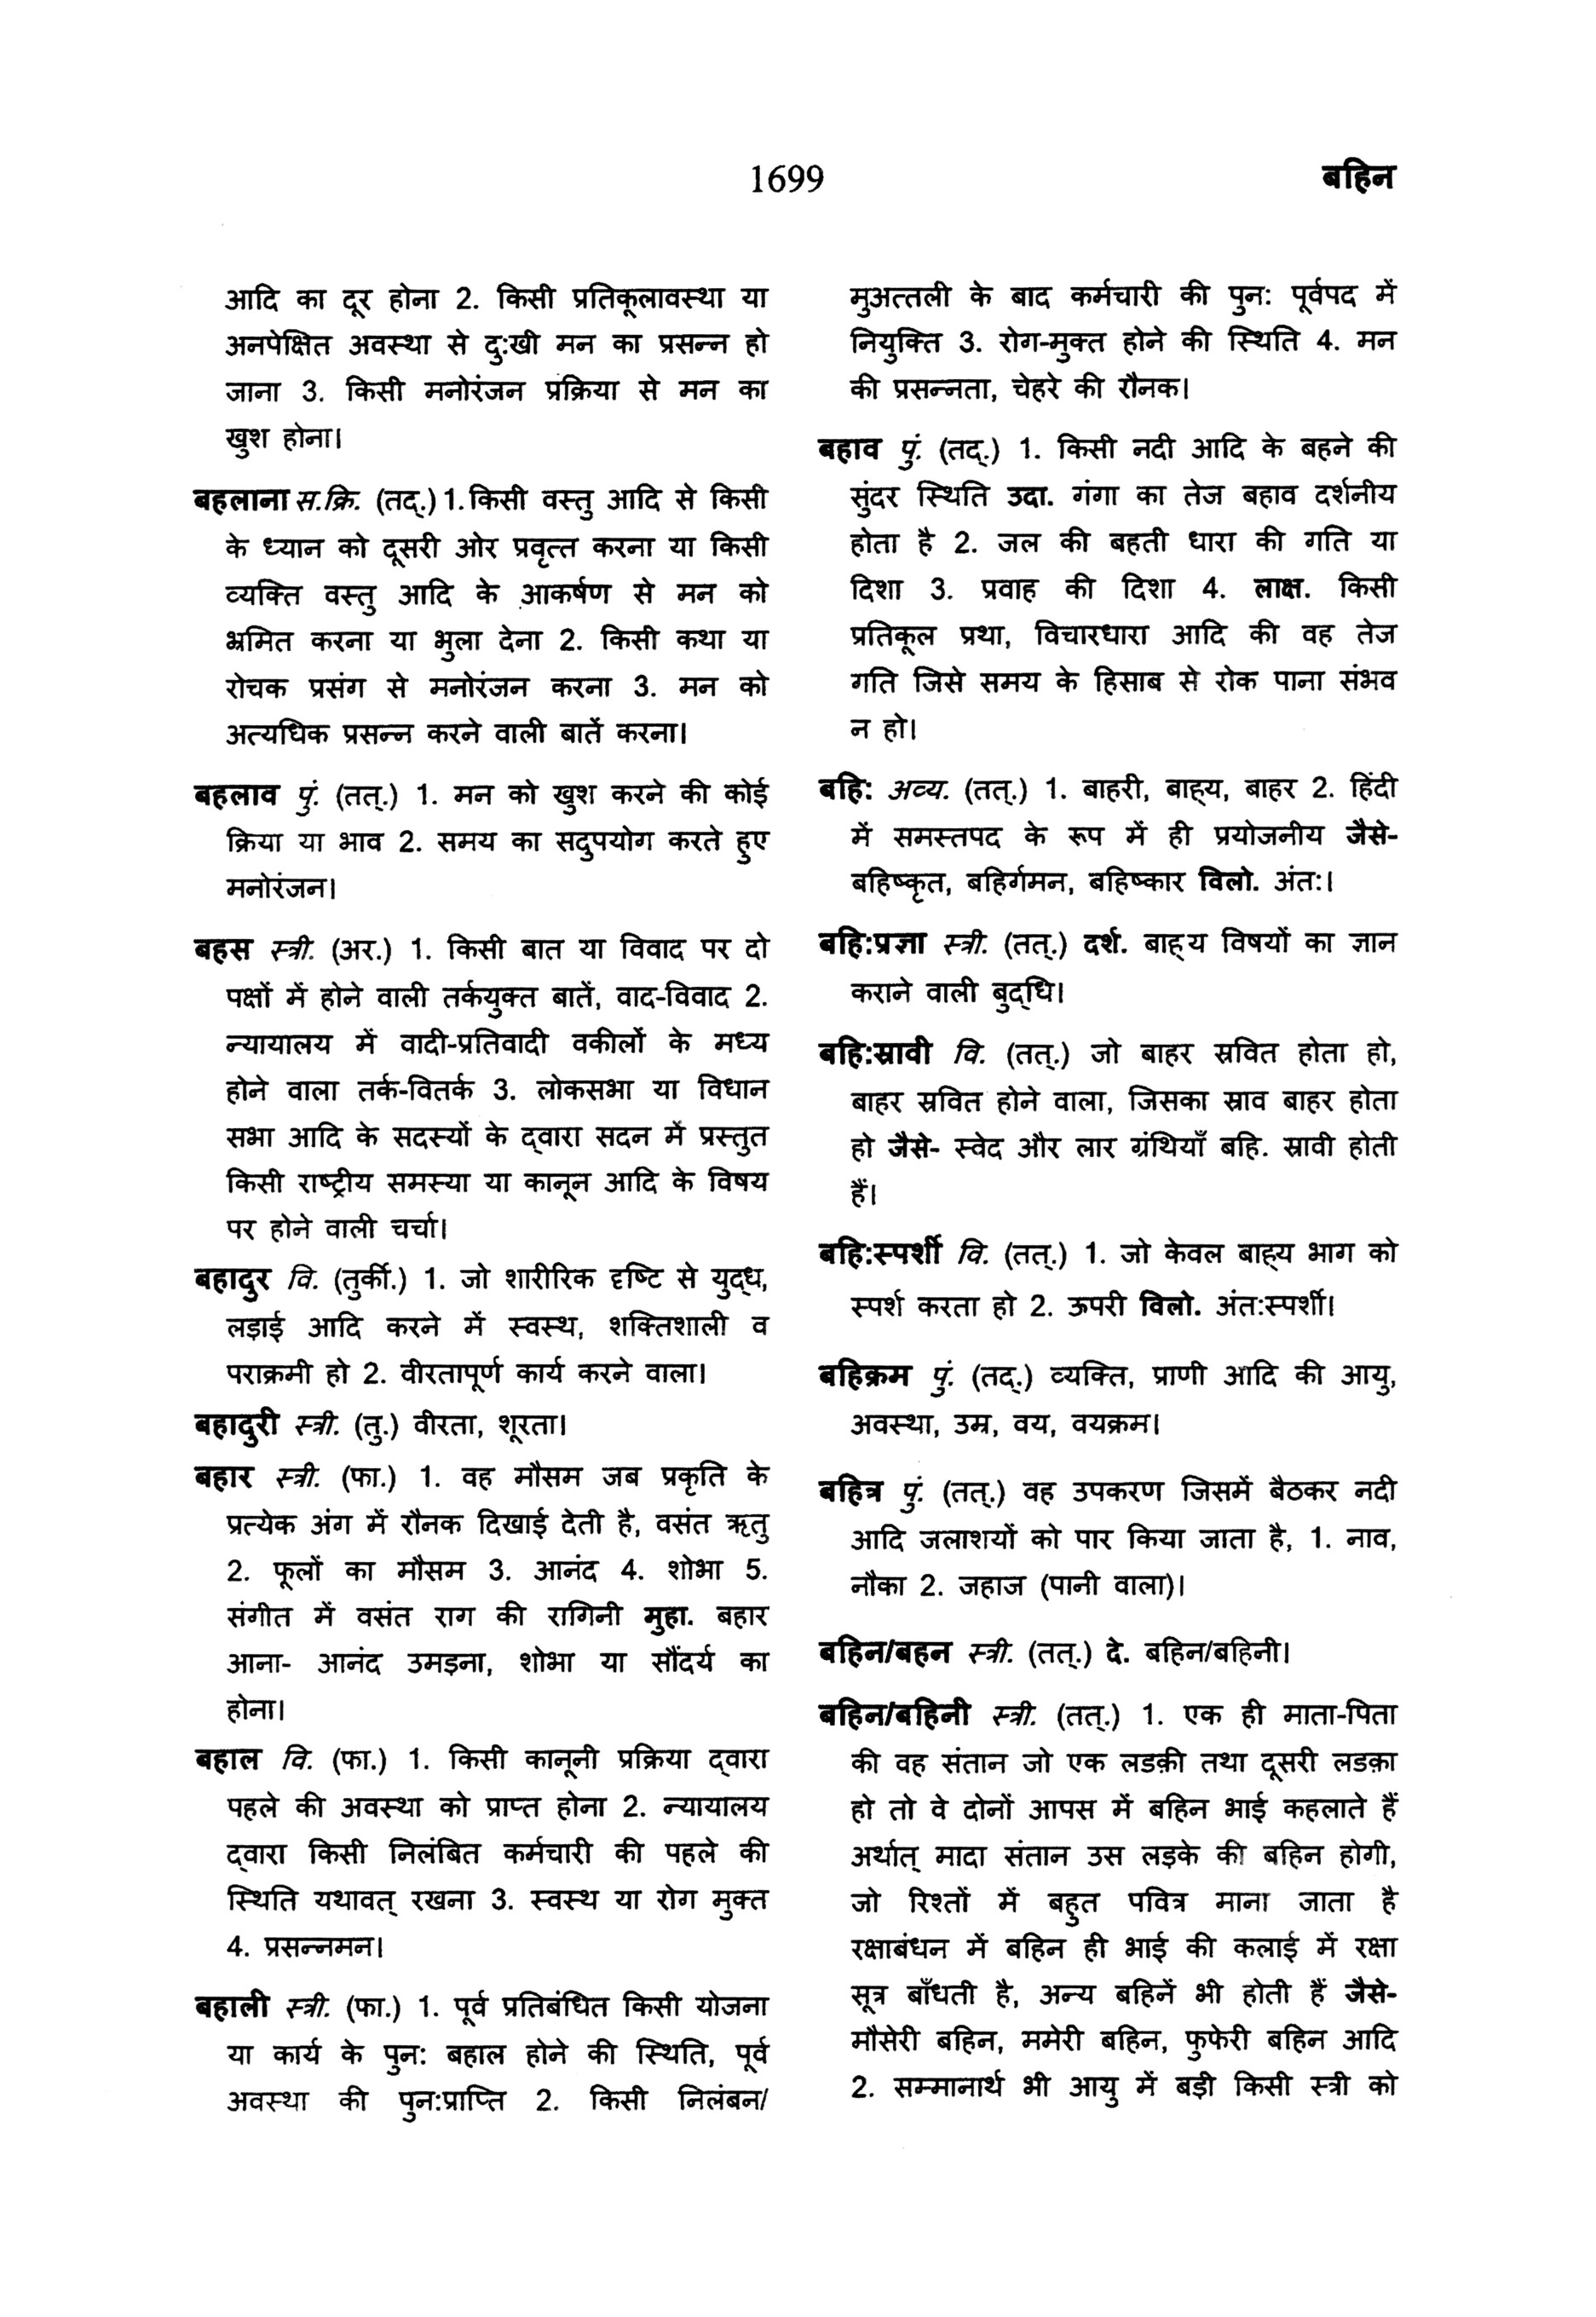 1699
बहिन
आदि का दूर होना 2. किसी प्रतिकूलावस्था या
अनपेक्षित अवस्था से दु:खी मन का प्रसन्न हो
जाना 3. किसी मनोरंजन प्रक्रिया से मन का
खुश होना।
बहलाना स.क्रि. (तद्.) 1. किसी वस्तु आदि से किसी
के ध्यान को दूसरी ओर प्रवृत्त करना या किसी
व्यक्ति वस्तु आदि के आकर्षण से मन को
भ्रमित करना या भुला देना 2. किसी कथा या
रोचक प्रसंग से मनोरंजन करना 3. मन को
अत्यधिक प्रसन्न करने वाली बातें करना।
बहलाव पुं. (तत्.) 1. मन को खुश करने की कोई
क्रिया या भाव 2. समय का सदुपयोग करते हुए
मनोरंजन।
बहस स्त्री. (अर.) 1. किसी बात या विवाद पर दो
पक्षों में होने वाली तर्कयुक्त बातें, वाद-विवाद 2.
न्यायालय में वादी-प्रतिवादी वकीलों के मध्य
होने वाला तर्क-वितर्क 3. लोकसभा या विधान
सभा आदि के सदस्यों के द्‌वारा सदन में प्रस्तुत
किसी राष्ट्रीय समस्या या कानून आदि के विषय
पर होने वाली चर्चा।
बहादुर वि. (तुर्की.) 1. जो शारीरिक दृष्टि से युद्‌ध,
लड़ाई आदि करने में स्वस्थ, शक्तिशाली व
पराक्रमी हो 2. वीरतापूर्ण कार्य करने वाला।
बहादुरी स्त्री. (तु.) वीरता, शूरता।
बहार स्त्री. (फा.) 1. वह मौसम जब प्रकृति के
प्रत्येक अंग में रौनक दिखाई देती है, वसंत ऋतु
2. फूलों का मौसम 3. आनंद 4. शोभा 5.
संगीत में वसंत राग की रागिनी मुहा. बहार
आना- आनंद उमड़ना, शोभा या सौंदर्य का
होना।
बहाल वि. (फा.) 1. किसी कानूनी प्रक्रिया द्‌वारा
पहले की अवस्था को प्राप्त होना 2. न्यायालय
द्‌वारा किसी निलंबित कर्मचारी की पहले की
स्थिति यथावत् रखना 3. स्वस्थ या रोग मुक्त
4. प्रसन्नमन।
बहाली स्त्री. (फा.) 1. पूर्व प्रतिबंधित किसी योजना
या कार्य के पुन: बहाल होने की स्थिति, पूर्व
अवस्था की पुन:प्राप्ति 2. किसी निलंबन/
मुअत्तली के बाद कर्मचारी की पुन: पूर्वपद में
नियुक्ति 3. रोग-मुक्त होने की स्थिति 4. मन
की प्रसन्नता, चेहरे की रौनक।
बहाव पुं. (तद्.) 1. किसी नदी आदि के बहने की
सुंदर स्थिति उदा. गंगा का तेज बहाव दर्शनीय
होता है 2. जल की बहती धारा की गति या
दिशा 3. प्रवाह की दिशा 4. लाक्ष. किसी
प्रतिकूल प्रथा, विचारधारा आदि की वह तेज
गति जिसे समय के हिसाब से रोक पाना संभव
न हो।
बहि: अव्य. (तत्.) 1. बाहरी, बाह्‌य, बाहर 2. हिंदी
में समस्तपद के रूप में ही प्रयोजनीय जैसे-
बहिष्कृत, बहिर्गमन, बहिष्कार विलो. अंत:।
बहि:प्रज्ञा स्त्री. (तत्.) दर्श. बाह्‌य विषयों का ज्ञान
कराने वाली बुद्‌धि।
बहि:स्रावी वि. (तत्.) जो बाहर स्रवित होता हो,
बाहर स्रवित होने वाला, जिसका स्राव बाहर होता
हो जैसे- स्वेद और लार ग्रंथियाँ बहि. स्रावी होती
हैं।
बहि:स्पर्शी वि. (तत्.) 1. जो केवल बाह्‌य भाग को
स्पर्श करता हो 2. ऊपरी विलो. अंत:स्पर्शी।
बहिक्रम पुं. (तद्.) व्यक्ति, प्राणी आदि की आयु,
अवस्था, उम्र, वय, वयक्रम।
बहित्र पुं. (तत्.) वह उपकरण जिसमें बैठकर नदी
आदि जलाशयों को पार किया जाता है, 1. नाव,
नौका 2. जहाज (पानी वाला)।
बहिन/बहन स्त्री. (तत्.) दे. बहिन/बहिनी।
बहिन/बहिनी स्त्री. (तत्.) 1. एक ही माता-पिता
की वह संतान जो एक लडक़ी तथा दूसरी लडक़ा
हो तो वे दोनों आपस में बहिन भाई कहलाते हैं
अर्थात् मादा संतान उस लड़के की बहिन होगी,
जो रिश्तों में बहुत पवित्र माना जाता है
रक्षाबंधन में बहिन ही भाई की कलाई में रक्षा
सूत्र बाँधती है, अन्य बहिनें भी होती हैं जैसे-
मौसेरी बहिन, ममेरी बहिन, फुफेरी बहिन आदि
2. सम्मानार्थ भी आयु में बड़ी किसी स्त्री को